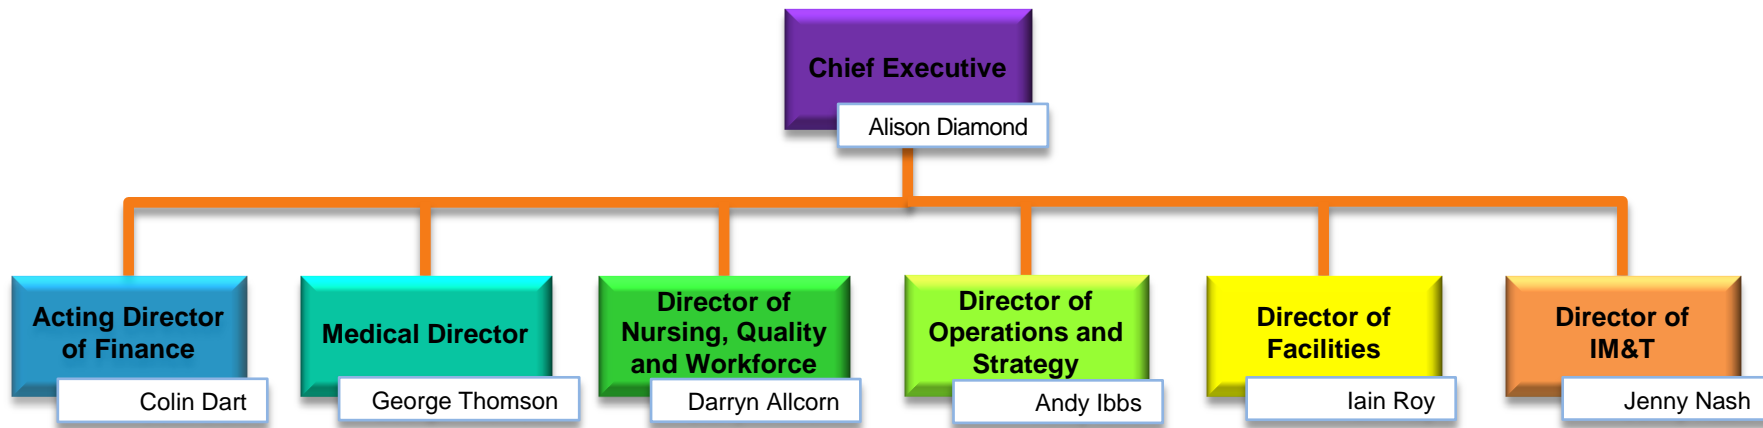 Chief Executive
Alison Diamond
Acting Director
of Finance
Colin Dart
Medical Director
George Thomson
Director of
Nursing, Quality
and Workforce
Darryn Allcorn
Director of
Operations and
Strategy
Andy Ibbs
Director of
Facilities
Iain Roy
Director of
IM&T
Jenny Nash